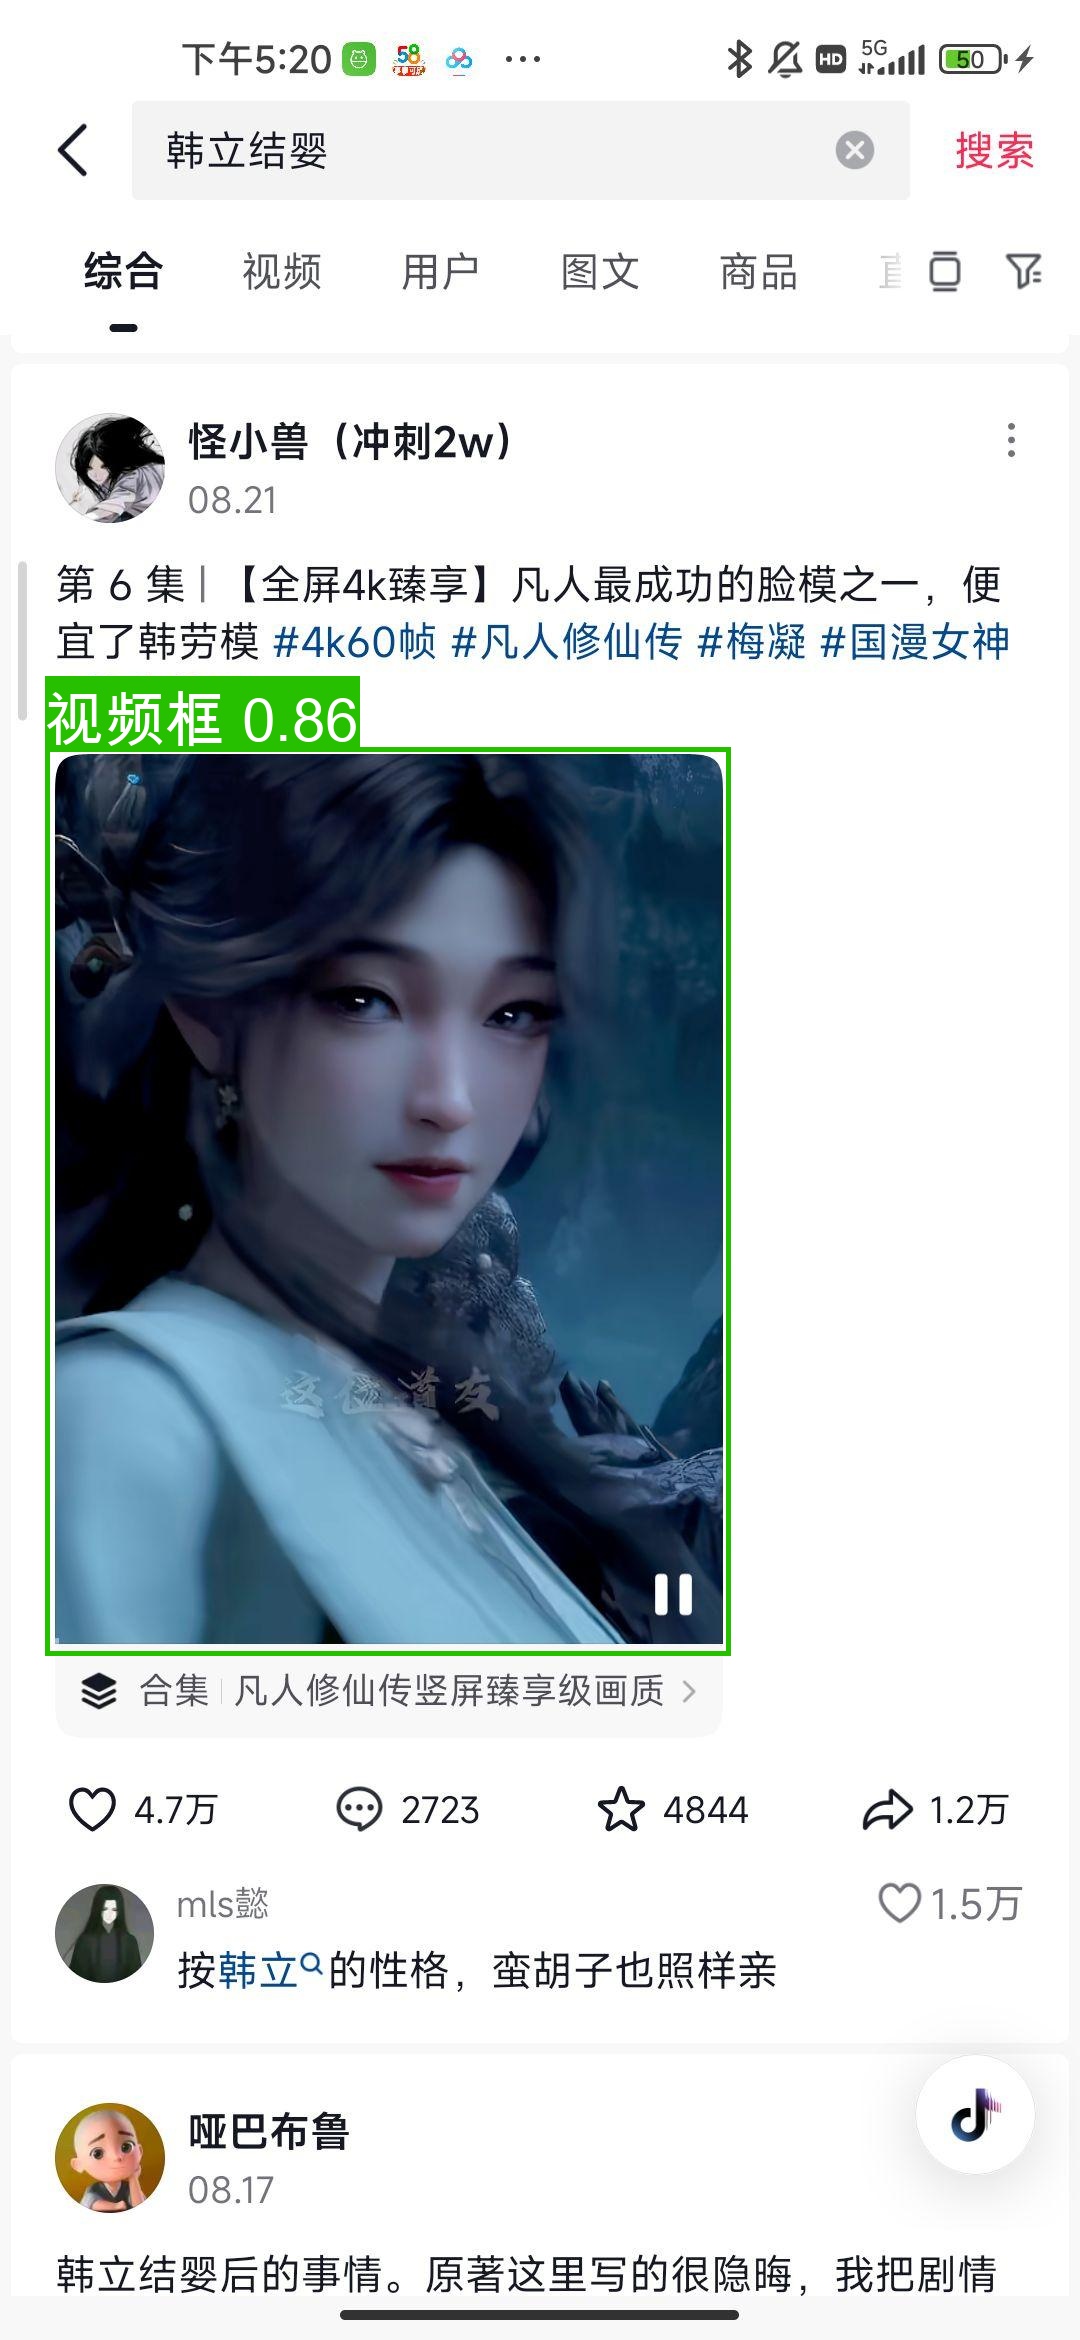 下午5:20
58
HD
5G
50
韩立结婴
搜索
综合
视频
用户
图文
商品
怪小兽（冲刺2w）
08.21
第 6 集 | 【全屏4k臻享】凡人最成功的脸模之一，便
宜了韩劳模 #4k60帧 #凡人修仙传 #梅凝 #国漫女神
视频框 0.86
这位道友
合集 | 凡人修仙传竖屏臻享级画质
4.7万
2723
4844
1.2万
mls懿
1.5万
按韩立的性格，蛮胡子也照样亲
哑巴布鲁
08.17
韩立结婴后的事情。原著这里写的很隐晦，我把剧情